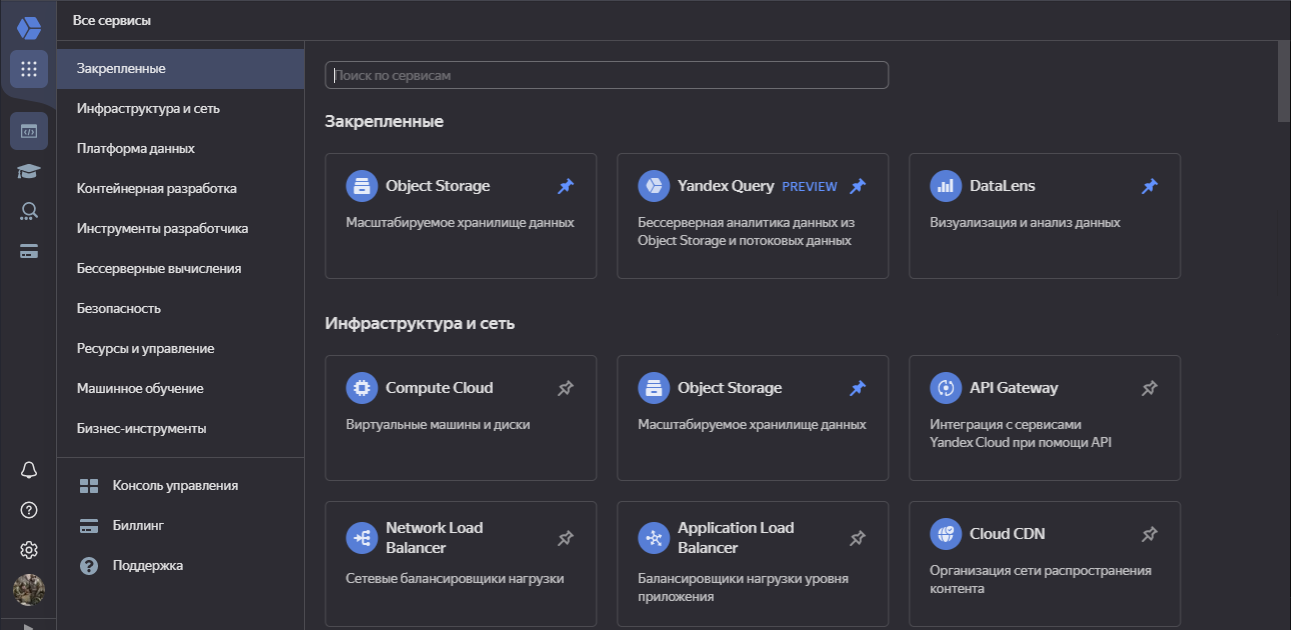 Все сервисы
Закрепленные
Инфраструктура и сеть
Платформа данных
Контейнерная разработка
Инструменты разработчика
Бессерверные вычисления
Безопасность
Ресурсы и управление
Машинное обучение
Бизнес-инструменты
Консоль управления
Биллинг
Поддержка
Поиск по сервисам
Закрепленные
Object Storage
Масштабируемое хранилище данных
Yandex Query PREVIEW
Бессерверная аналитика данных из
Object Storage и потоковых данных
DataLens
Визуализация и анализ данных
Инфраструктура и сеть
Compute Cloud
Виртуальные машины и диски
Object Storage
Масштабируемое хранилище данных
API Gateway
Интеграция с сервисами
Yandex Cloud при помощи API
Network Load
Balancer
Сетевые балансировщики нагрузки
Application Load
Balancer
Балансировщики нагрузки уровня
приложения
Cloud CDN
Организация сети распространения
контента